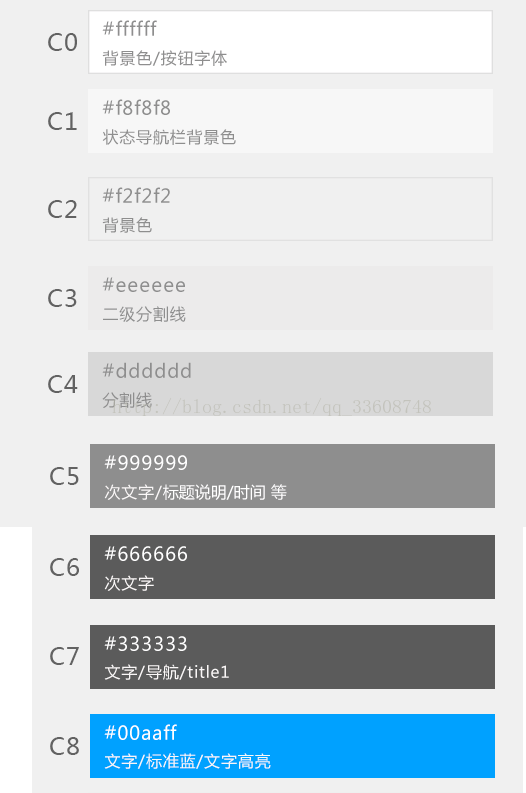 C0
#ffffff
背景色/按钮字体
C1
#f8f8f8
状态导航栏背景色
C2
#f2f2f2
背景色
C3
#eeeeee
二级分割线
C4
#dddddd
分割线
http://blog.csdn.net/qq_33608748
C5
#999999
次文字/标题说明/时间 等
C6
#666666
次文字
C7
#333333
文字/导航/title1
C8
#00aaff
文字/标准蓝/文字高亮